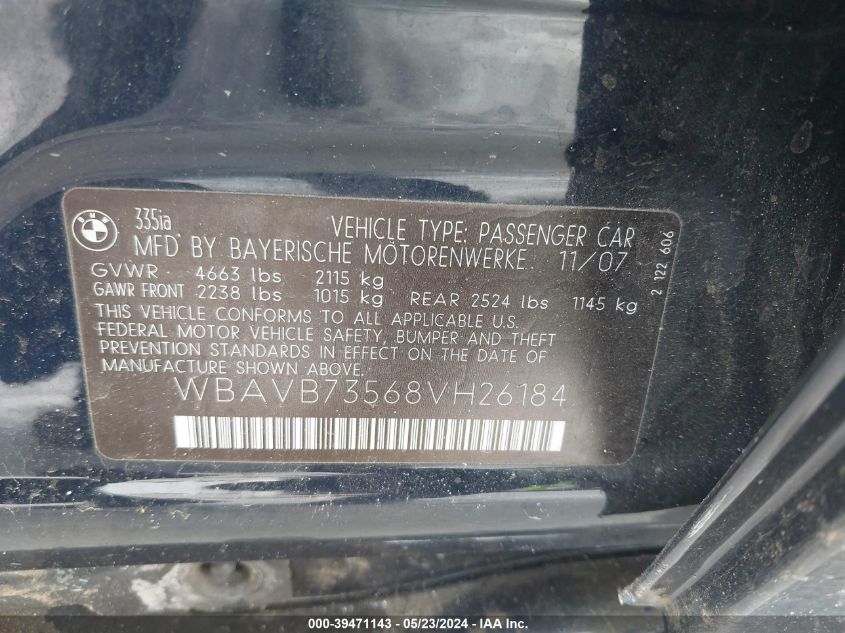 BMW
335ia VEHICLE TYPE: PASSENGER CAR
MFD BY BAYERISCHE MOTORENWERKE 11/07
GVWR 4663 lbs 2115 kg
GAWR FRONT 2238 lbs 1015 kg REAR 2524 lbs 1145 kg
THIS VEHICLE CONFORMS TO ALL APPLICABLE U.S.
FEDERAL MOTOR VEHICLE SAFETY, BUMPER AND THEFT
PREVENTION STANDARDS IN EFFECT ON THE DATE OF
MANUFACTURE SHOWN ABOVE.
WBAVB73568VH26184
2 122 606
000-39471143 - 05/23/2024 - IAA Inc.